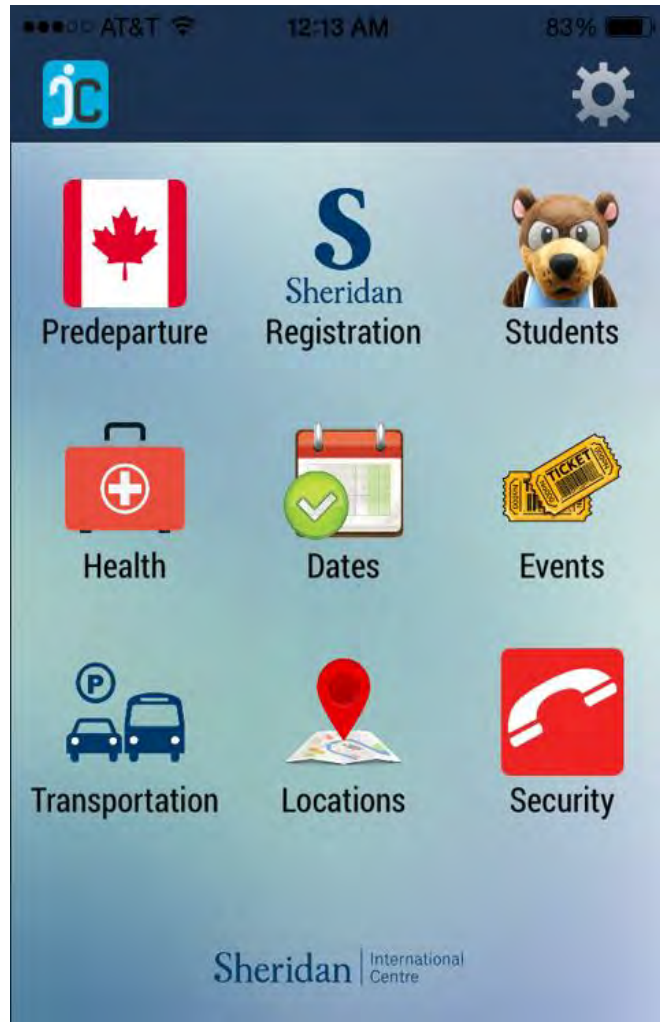 AT&T 12:13 AM 83%
ic
S
Sheridan
Predeparture Registration Students
TICKET
Health Dates Events
P
Transportation Locations Security
Sheridan International
Centre